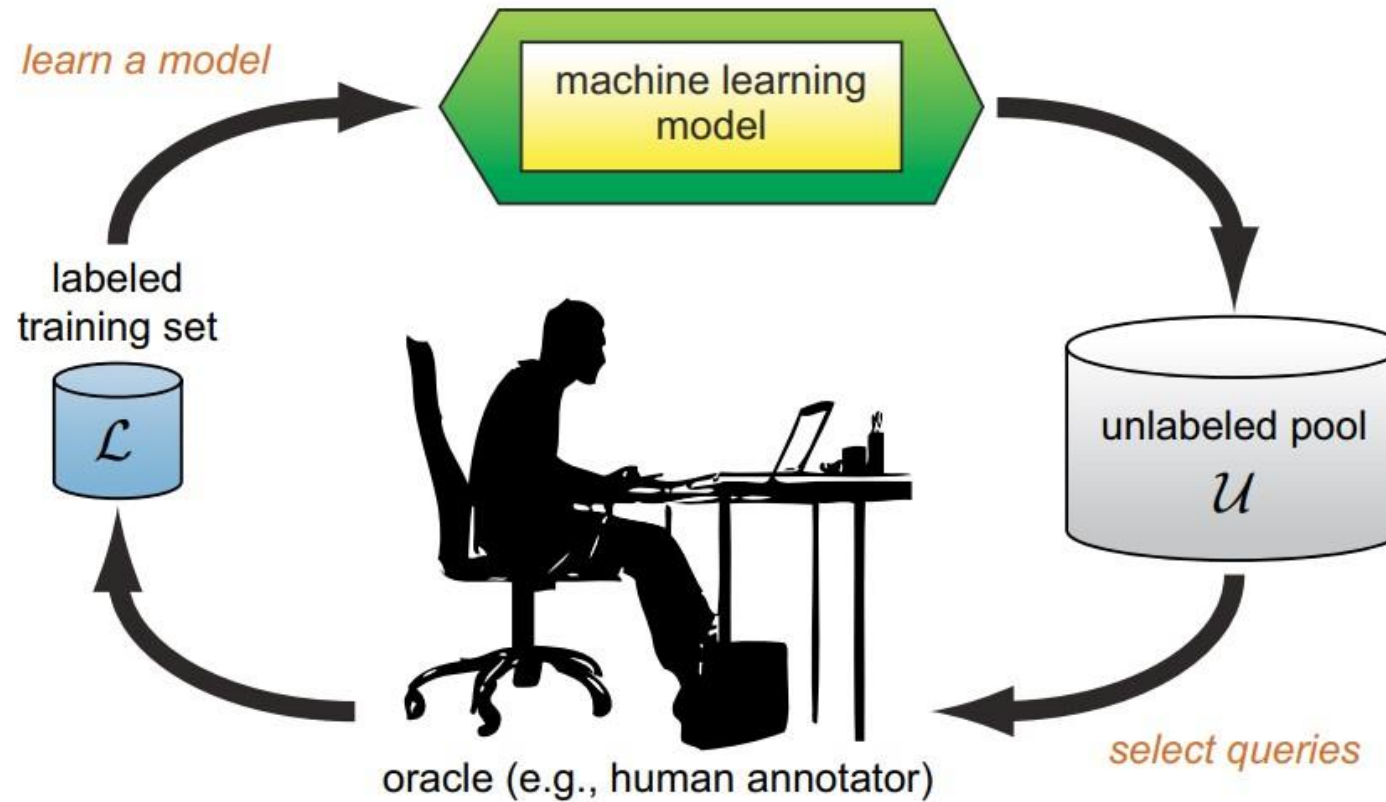 learn a model
machine learning
model
labeled
training set
ℒ
unlabeled pool
𝒰
select queries
oracle (e.g., human annotator)